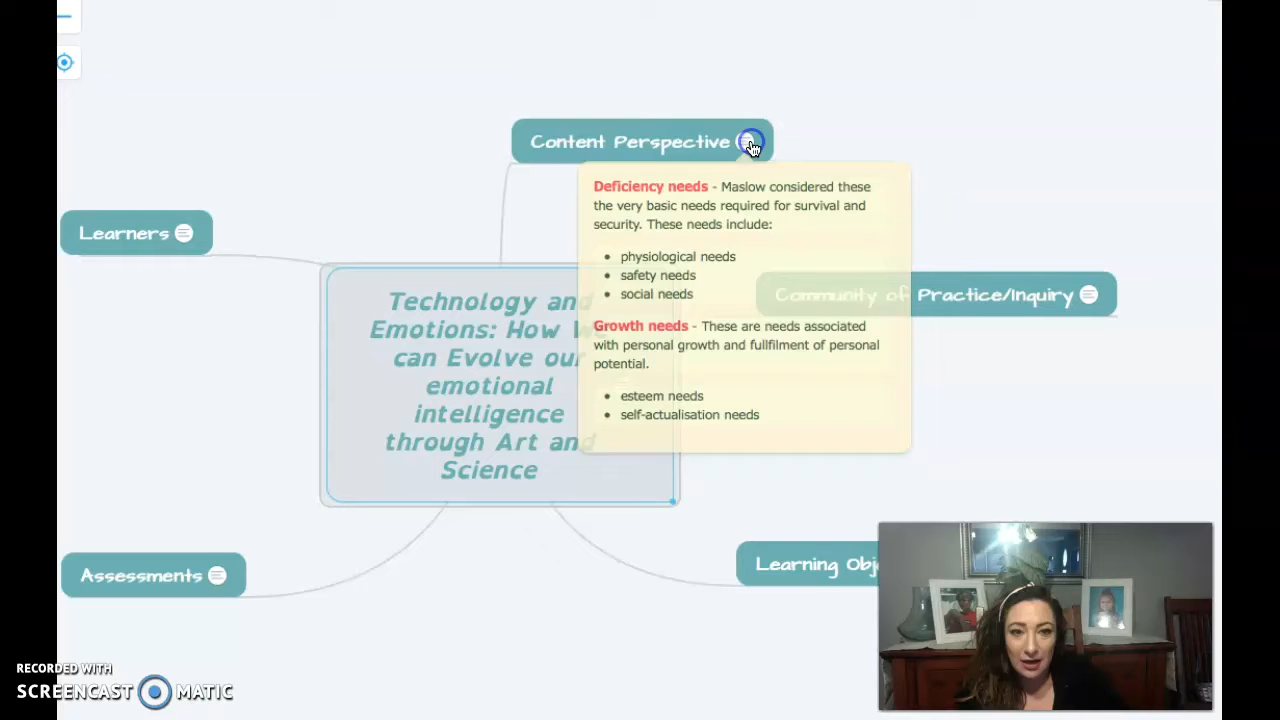 Content Perspective
Deficiency needs - Maslow considered these
the very basic needs required for survival and
security. These needs include:
physiological needs
safety needs
social needs
Growth needs - These are needs associated
with personal growth and fullfilment of personal
potential.
esteem needs
self-actualisation needs
Learners
Community of Practice/Inquiry
Technology and
Emotions: How We
can Evolve our
emotional
intelligence
through Art and
Science
Assessments
Learning
RECORDED WITH
SCREENCAST MATIC